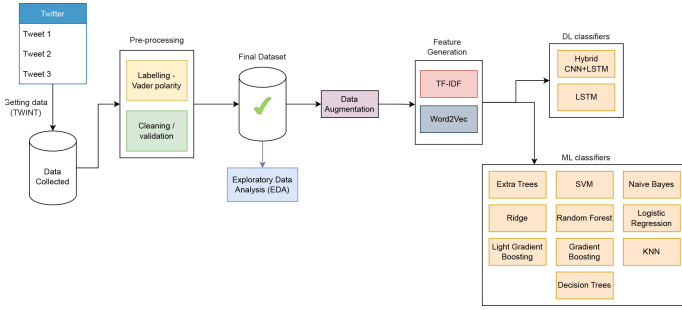 Twitter
Tweet 1
Tweet 2
Tweet 3
Getting data
(TWINT)
Data
Collected
Pre-processing
Labelling -
Vader polarity
Cleaning /
validation
Final Dataset
Exploratory Data
Analysis (EDA)
Data
Augmentation
Feature
Generation
TF-IDF
Word2Vec
DL classifiers
Hybrid
CNN+LSTM
LSTM
ML classifiers
Extra Trees
SVM
Naive Bayes
Ridge
Random Forest
Logistic
Regression
Light Gradient
Boosting
Gradient
Boosting
KNN
Decision Trees